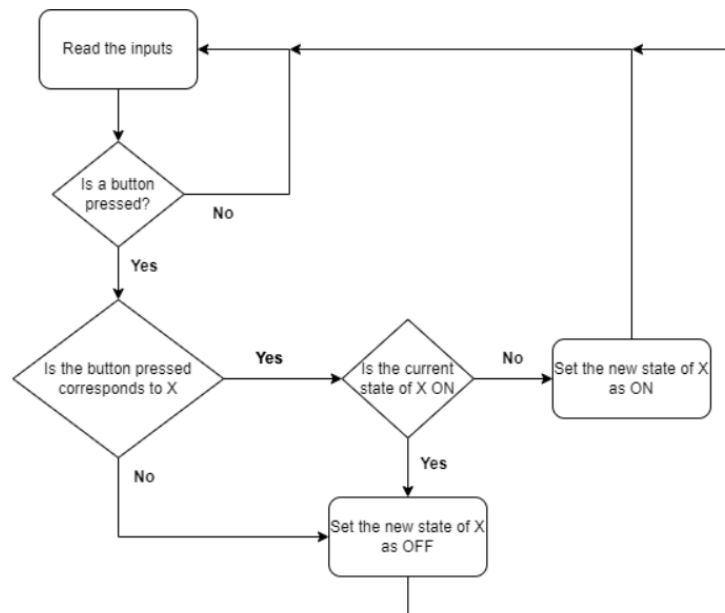 Read the inputs
Is a button
pressed?
No
Yes
Is the button pressed
corresponds to X
Yes
Is the current
state of X ON
No
Set the new state of X
as ON
No
Yes
Set the new state of X
as OFF